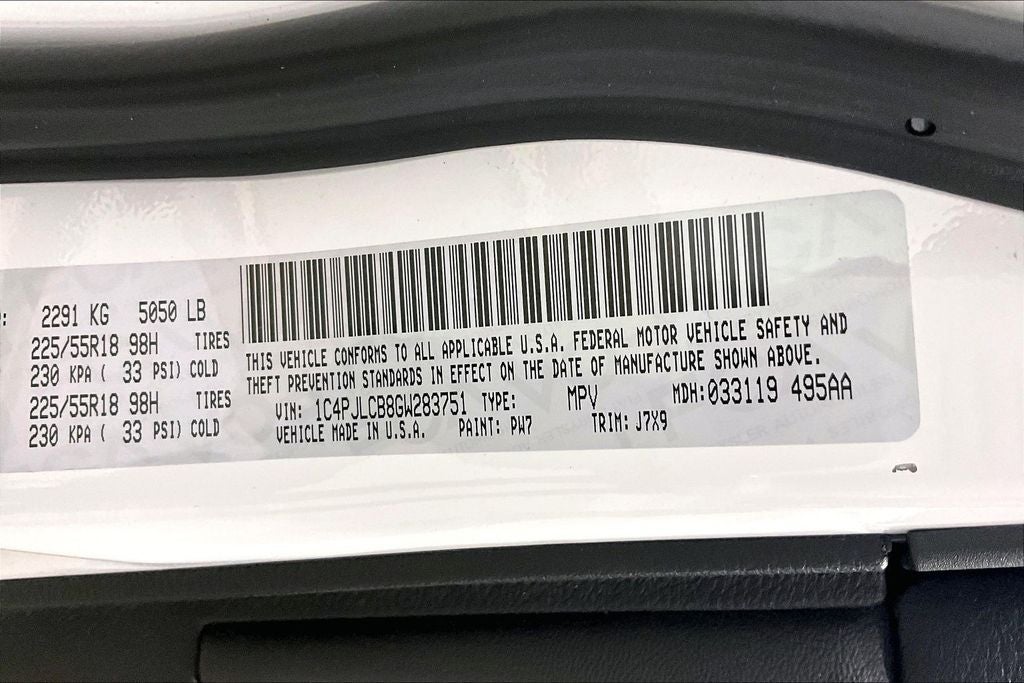 : 2291 KG 5050 LB
225/55R18 98H TIRES
230 KPA ( 33 PSI) COLD
225/55R18 98H TIRES
230 KPA ( 33 PSI) COLD
THIS VEHICLE CONFORMS TO ALL APPLICABLE U.S.A. FEDERAL MOTOR VEHICLE SAFETY AND
THEFT PREVENTION STANDARDS IN EFFECT ON THE DATE OF MANUFACTURE SHOWN ABOVE.
VIN: 1C4PJLCB8GW283751 TYPE: MPV MDH:033119 495AA
VEHICLE MADE IN U.S.A. PAINT: PW7 TRIM: J7X9